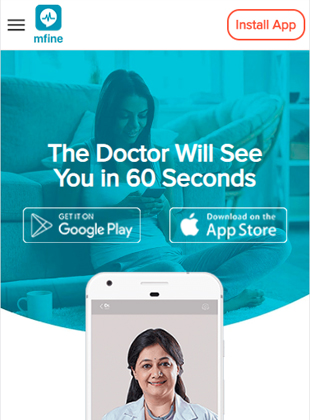 mfine
Install App
The Doctor Will See
You in 60 Seconds
GET IT ON
Google Play
Download on the
App Store